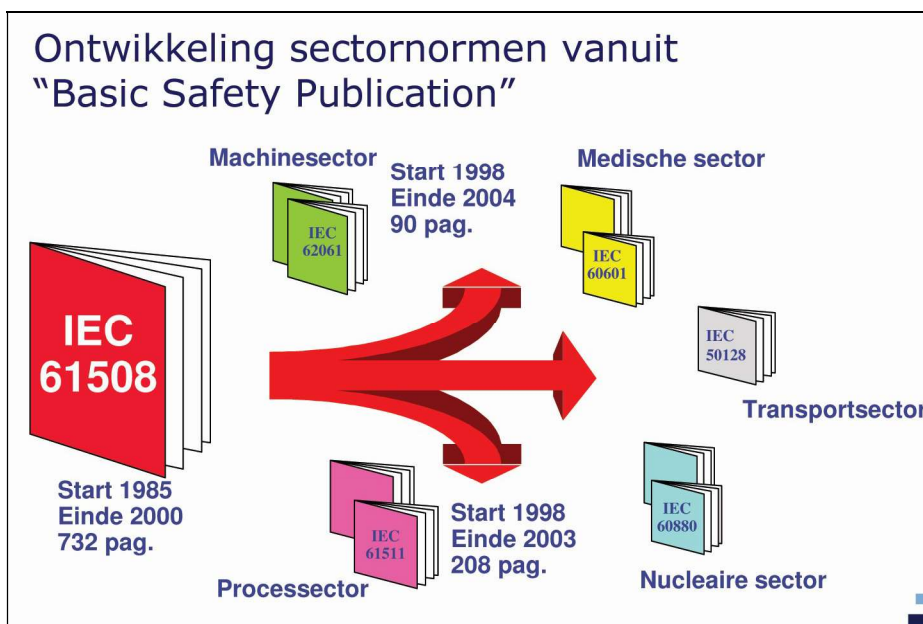 Ontwikkeling sectornormen vanuit
“Basic Safety Publication”
Machinesector
Start 1998
Einde 2004
90 pag.
IEC
62061
Medische sector
IEC
60601
IEC
61508
Start 1985
Einde 2000
732 pag.
IEC
50128
Transportsector
IEC
61511
Start 1998
Einde 2003
208 pag.
Processector
IEC
60880
Nucleaire sector